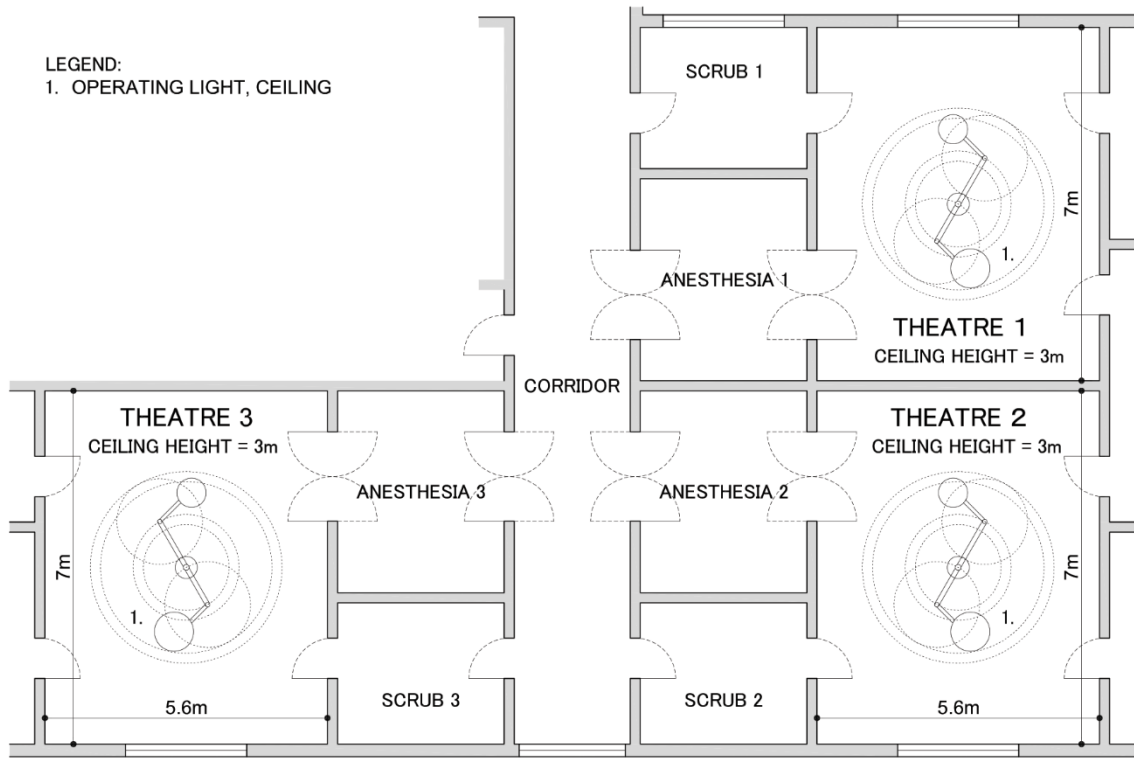 LEGEND:
1. OPERATING LIGHT, CEILING
SCRUB 1
7m
ANESTHESIA 1
1.
THEATRE 1
CEILING HEIGHT = 3m
CORRIDOR
THEATRE 3
CEILING HEIGHT = 3m
THEATRE 2
CEILING HEIGHT = 3m
ANESTHESIA 3
ANESTHESIA 2
7m
7m
1.
1.
SCRUB 3
SCRUB 2
5.6m
5.6m